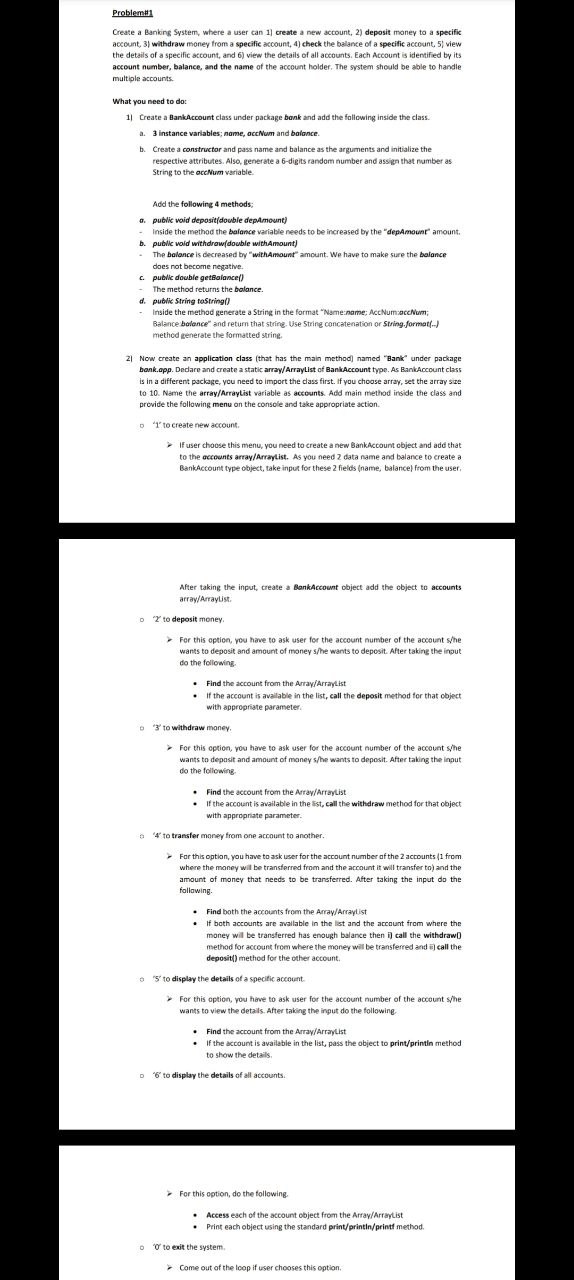 Problem#1
Create a Banking System, where a user can 1) create a new account, 2) deposit money to a specific
account, 3) withdraw money from a specific account, 4) check the balance of a specific account, 5) view
the details of a specific account, and 6) view the details of all accounts. Each Account is identified by its
account number, balance, and the name of the account holder. The system should be able to handle
multiple accounts.
What you need to do:
1) Create a BankAccount class under package bank and add the following inside the class.
a. 3 instance variables; name, accNum and balance.
b. Create a constructor and pass name and balance as the arguments and initialize the
respective attributes. Also, generate a 6-digits random number and assign that number as
String to the accNum variable.
Add the following 4 methods;
a. public void deposit(double depAmount)
- Inside the method the balance variable needs to be increased by the "depAmount" amount.
b. public void withdraw(double withAmount)
- The balance is decreased by "withAmount" amount. We have to make sure the balance
does not become negative.
c. public double getBalance()
- The method returns the balance.
d. public String toString()
- Inside the method generate a String in the format "Name:name; AccNum:accNum;
Balance:balance" and return that string. Use String concatenation or String.format(..)
method generate the formatted string.
2) Now create an application class (that has the main method) named "Bank" under package
bank.app. Declare and create a static array/ArrayList of BankAccount type. As BankAccount class
is in a different package, you need to import the class first. If you choose array, set the array size
to 10. Name the array/ArrayList variable as accounts. Add main method inside the class and
provide the following menu on the console and take appropriate action.
o '1' to create new account.
➢ If user choose this menu, you need to create a new BankAccount object and add that
to the accounts array/ArrayList. As you need 2 data name and balance to create a
BankAccount type object, take input for these 2 fields (name, balance) from the user.
After taking the input, create a BankAccount object add the object to accounts
array/ArrayList.
o '2' to deposit money.
➢ For this option, you have to ask user for the account number of the account s/he
wants to deposit and amount of money s/he wants to deposit. After taking the input
do the following.
• Find the account from the Array/ArrayList
• If the account is available in the list, call the deposit method for that object
with appropriate parameter.
o '3' to withdraw money.
➢ For this option, you have to ask user for the account number of the account s/he
wants to deposit and amount of money s/he wants to deposit. After taking the input
do the following.
• Find the account from the Array/ArrayList
• If the account is available in the list, call the withdraw method for that object
with appropriate parameter.
o '4' to transfer money from one account to another.
➢ For this option, you have to ask user for the account number of the 2 accounts (1 from
where the money will be transferred from and the account it will transfer to) and the
amount of money that needs to be transferred. After taking the input do the
following.
• Find both the accounts from the Array/ArrayList
• If both accounts are available in the list and the account from where the
money will be transferred has enough balance then i) call the withdraw()
method for account from where the money will be transferred and ii) call the
deposit() method for the other account.
o '5' to display the details of a specific account.
➢ For this option, you have to ask user for the account number of the account s/he
wants to view the details. After taking the input do the following.
• Find the account from the Array/ArrayList
• If the account is available in the list, pass the object to print/println method
to show the details.
o '6' to display the details of all accounts.
➢ For this option, do the following.
• Access each of the account object from the Array/ArrayList
• Print each object using the standard print/println/printf method.
o '0' to exit the system.
➢ Come out of the loop if user chooses this option.